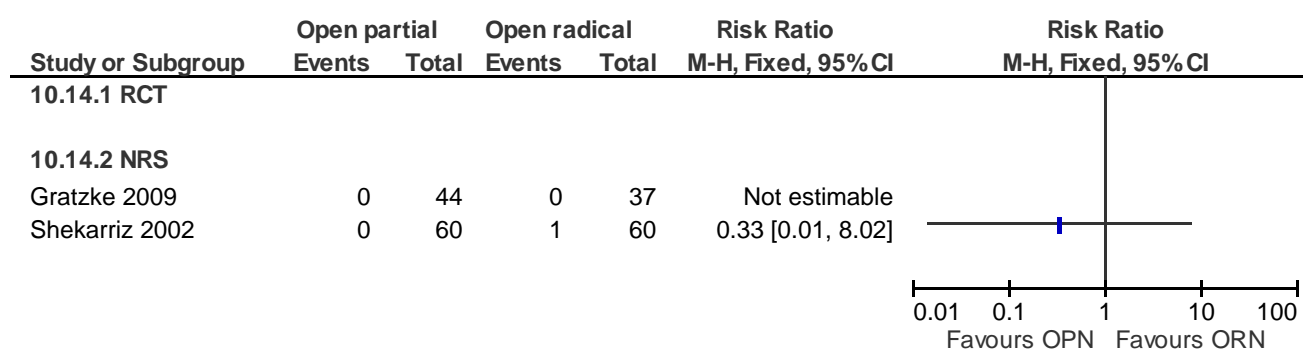 Open partial Open radical Risk Ratio Risk Ratio
Study or Subgroup Events Total Events Total M-H, Fixed, 95% CI M-H, Fixed, 95% CI
10.14.1 RCT
10.14.2 NRS
Gratzke 2009 0 44 0 37 Not estimable
Shekarriz 2002 0 60 1 60 0.33 [0.01, 8.02]
0.01 0.1 1 10 100
Favours OPN Favours ORN